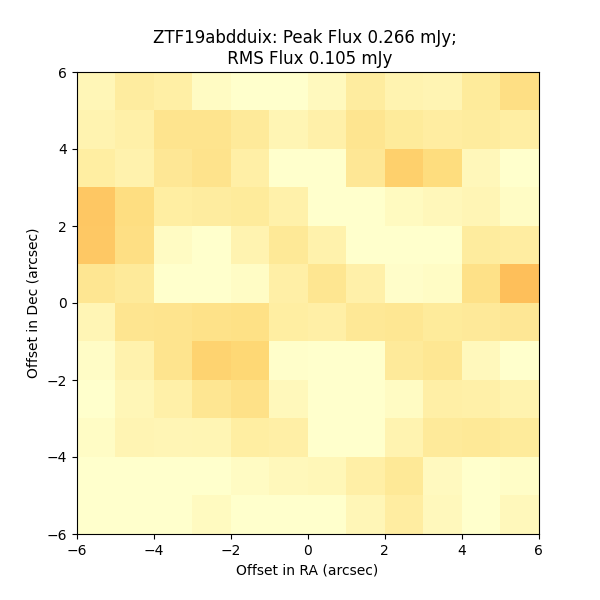 ZTF19abdduix: Peak Flux 0.266 mJy;
RMS Flux 0.105 mJy
6
4
2
0
−2
−4
−6
Offset in Dec (arcsec)
−6 −4 −2 0 2 4 6
Offset in RA (arcsec)